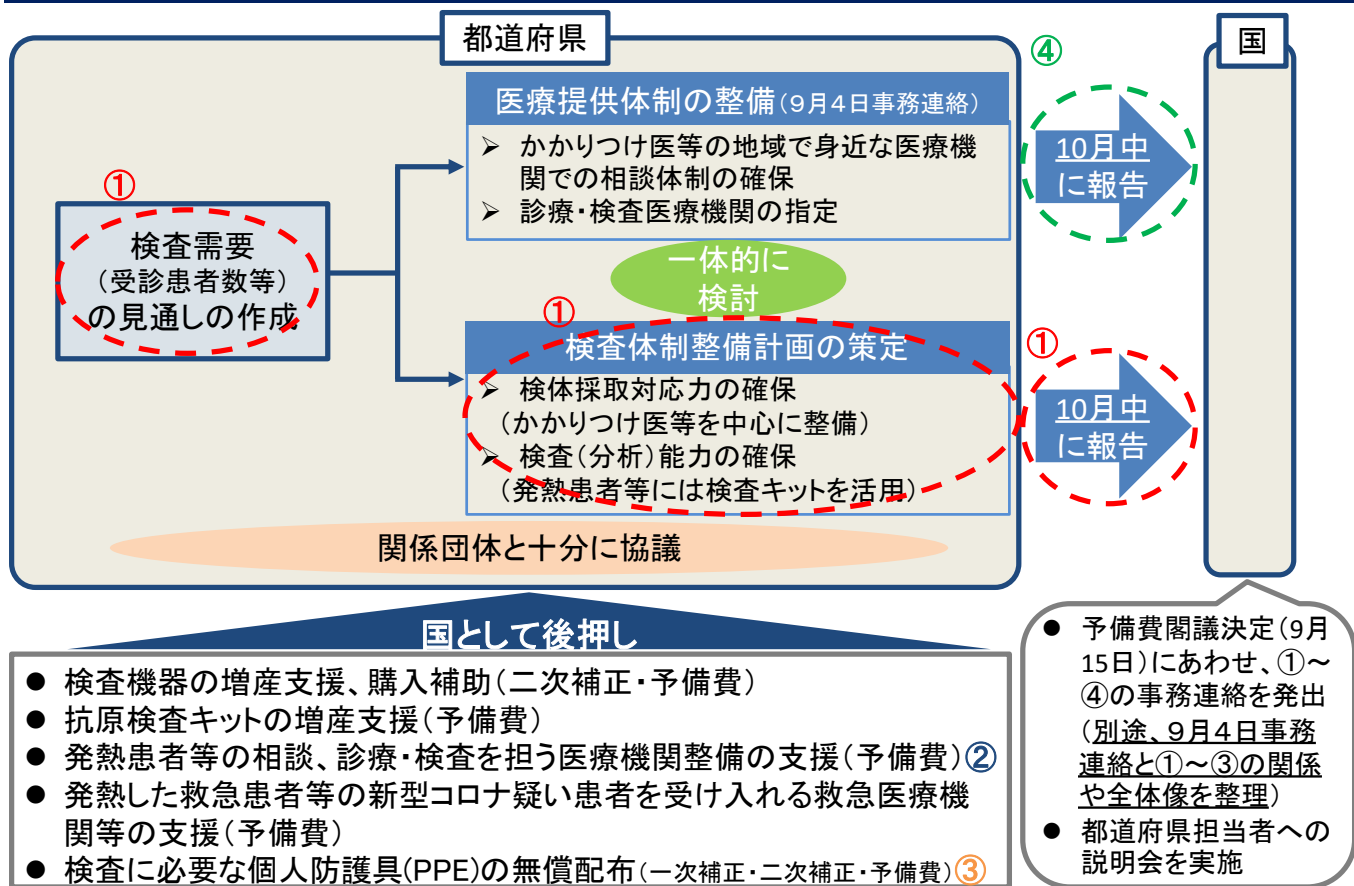 都道府県
国
④
医療提供体制の整備(9月4日事務連絡)
➢ かかりつけ医等の地域で身近な医療機
関での相談体制の確保
➢ 診療・検査医療機関の指定
10月中
に報告
①
検査需要
(受診患者数等)
の見通しの作成
一体的に
検討
①
検査体制整備計画の策定
➢ 検体採取対応力の確保
(かかりつけ医等を中心に整備)
➢ 検査(分析)能力の確保
(発熱患者等には検査キットを活用)
①
10月中
に報告
関係団体と十分に協議
国として後押し
● 検査機器の増産支援、購入補助(二次補正・予備費)
● 抗原検査キットの増産支援(予備費)
● 発熱患者等の相談、診療・検査を担う医療機関整備の支援(予備費)②
● 発熱した救急患者等の新型コロナ疑い患者を受け入れる救急医療機
関等の支援(予備費)
● 検査に必要な個人防護具(PPE)の無償配布(一次補正・二次補正・予備費)③
● 予備費閣議決定(9月
15日)にあわせ、①～
④の事務連絡を発出
(別途、9月4日事務
連絡と①～③の関係
や全体像を整理)
● 都道府県担当者への
説明会を実施